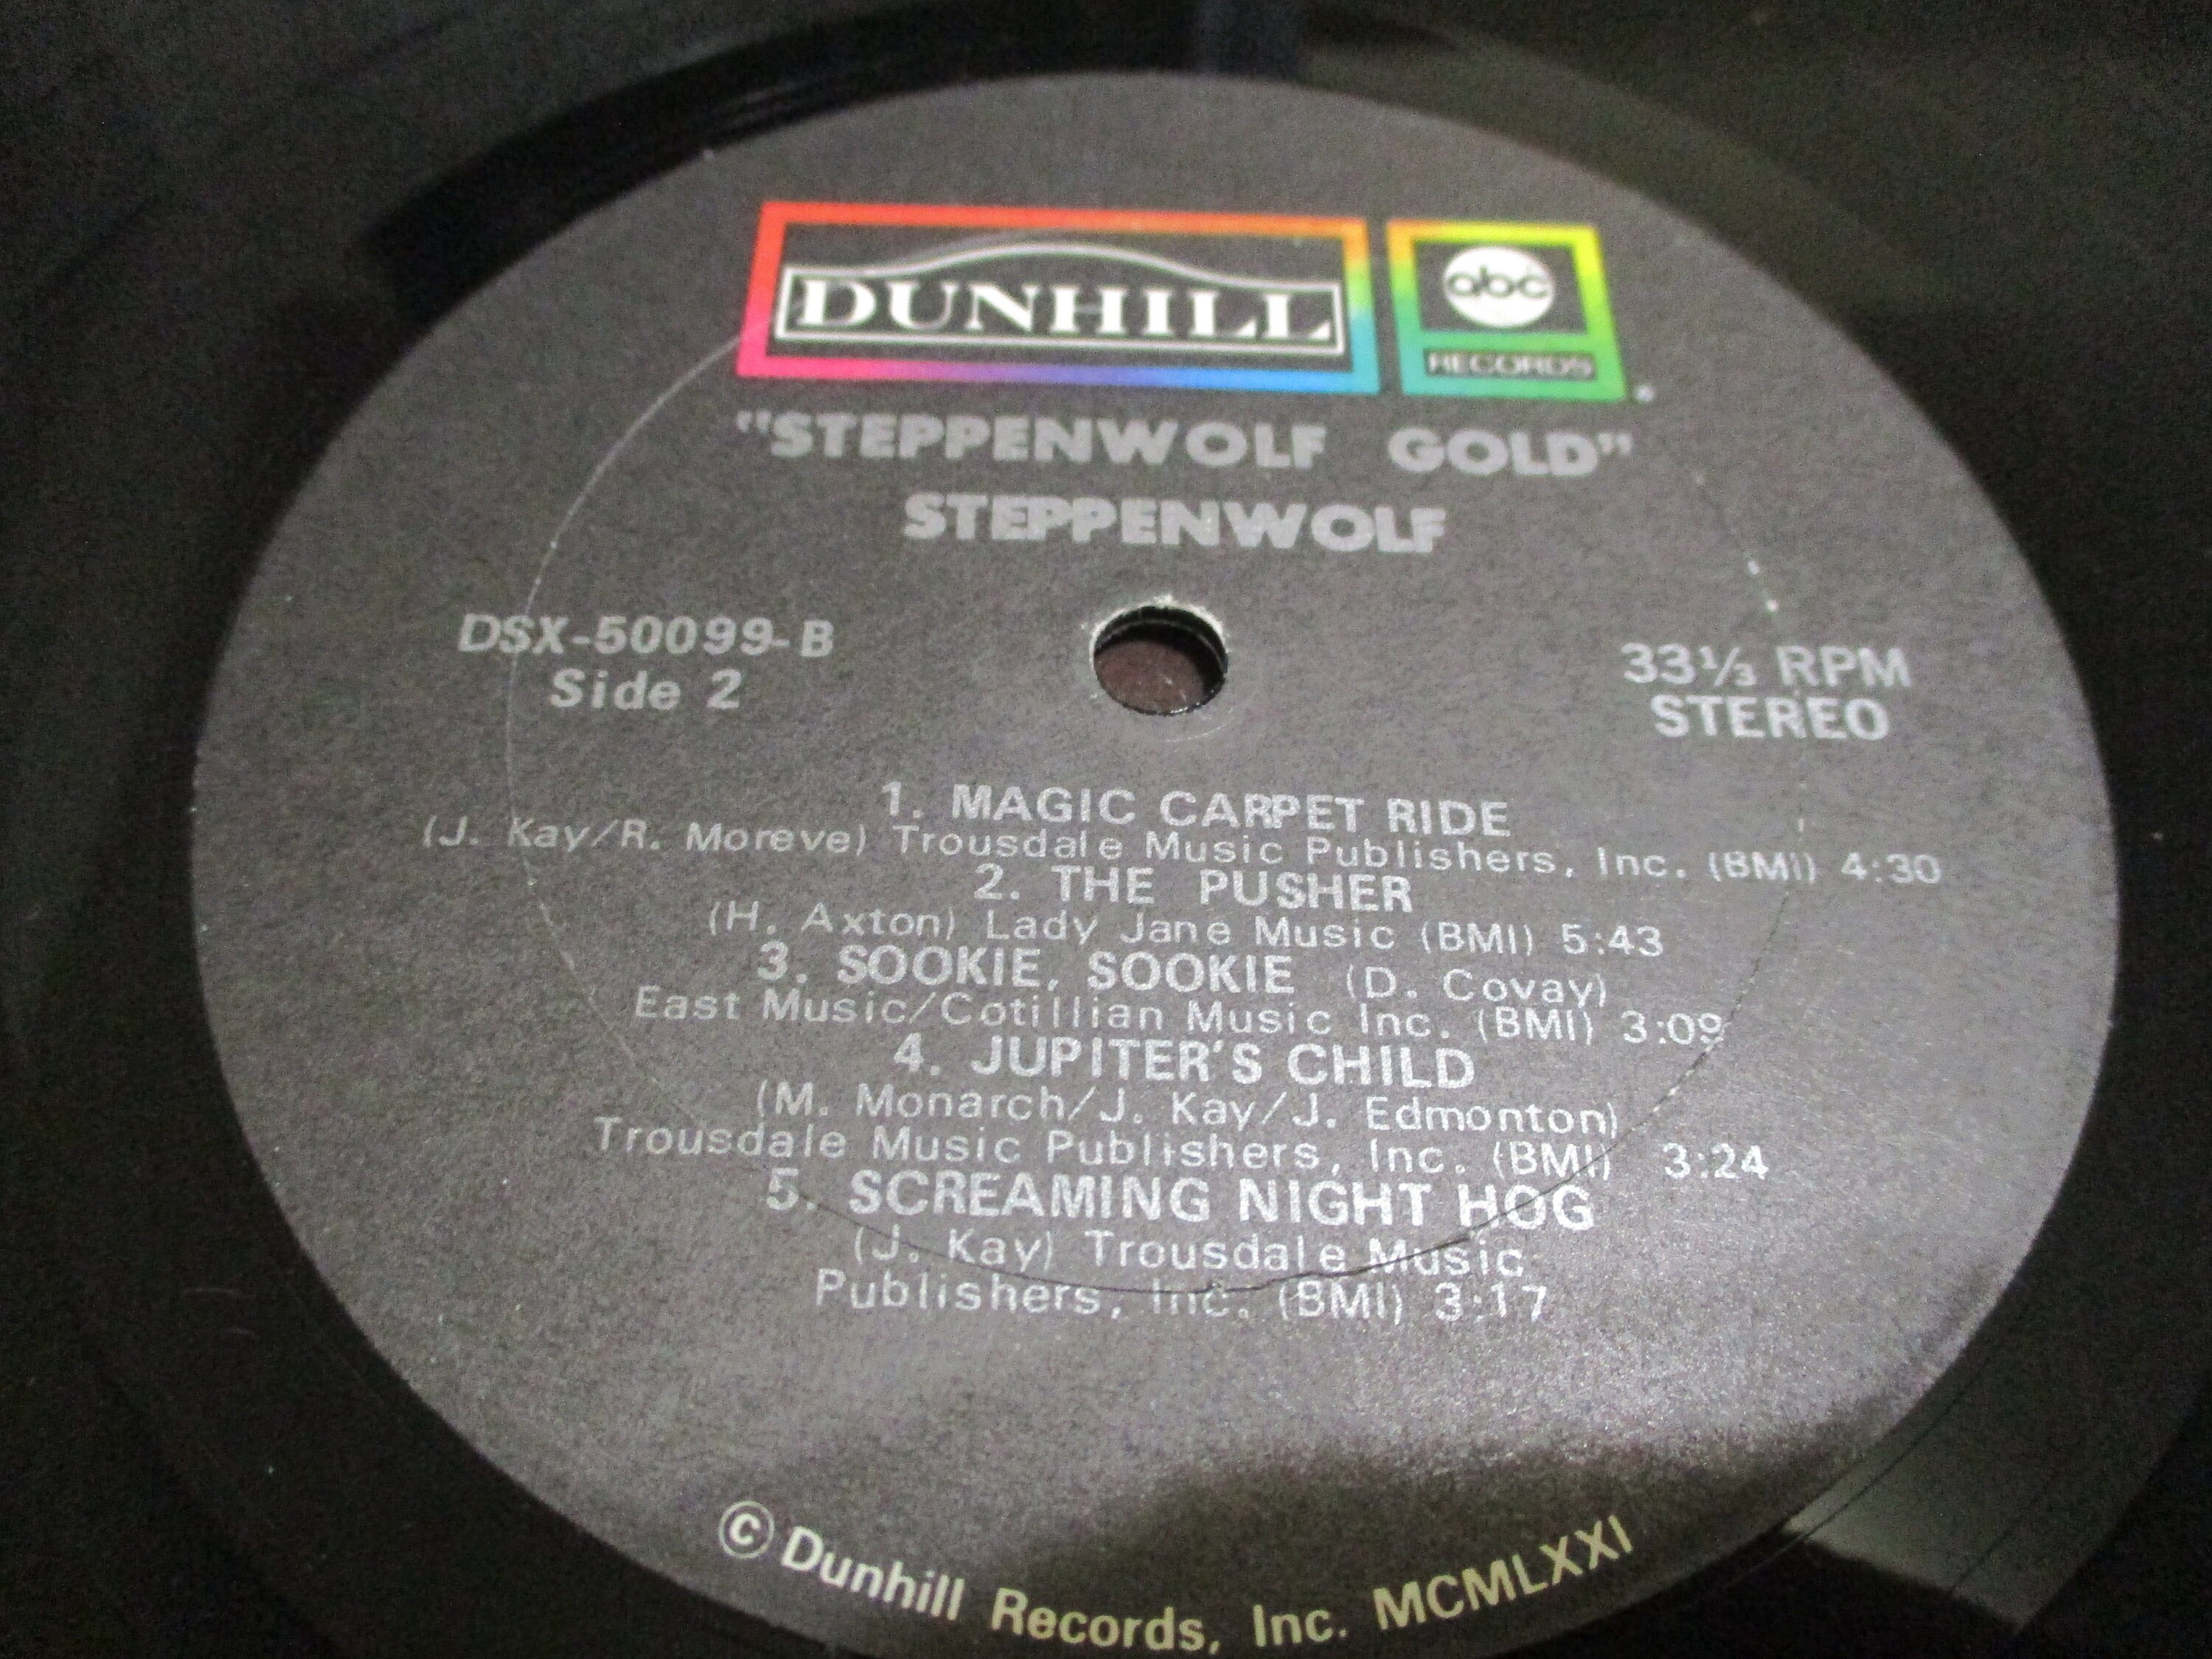 DUNHILL
abc
RECORDS
"STEPPENWOLF GOLD"
STEPPENWOLF
DSX-50099-B
Side 2
33⅓ RPM
STEREO
1. MAGIC CARPET RIDE
(J. Kay/R. Moreve) Trousdale Music Publishers, Inc. (BMI) 4:30
2. THE PUSHER
(H. Axton) Lady Jane Music (BMI) 5:43
3. SOOKIE, SOOKIE (D. Covay)
East Music/Cotillian Music Inc. (BMI) 3:09
4. JUPITER'S CHILD
(M. Monarch/J. Kay/J. Edmonton)
Trousdale Music Publishers, Inc. (BMI) 3:24
5. SCREAMING NIGHT HOG
(J. Kay) Trousdale Music
Publishers, Inc. (BMI) 3:17
© Dunhill Records, Inc. MCMLXXI